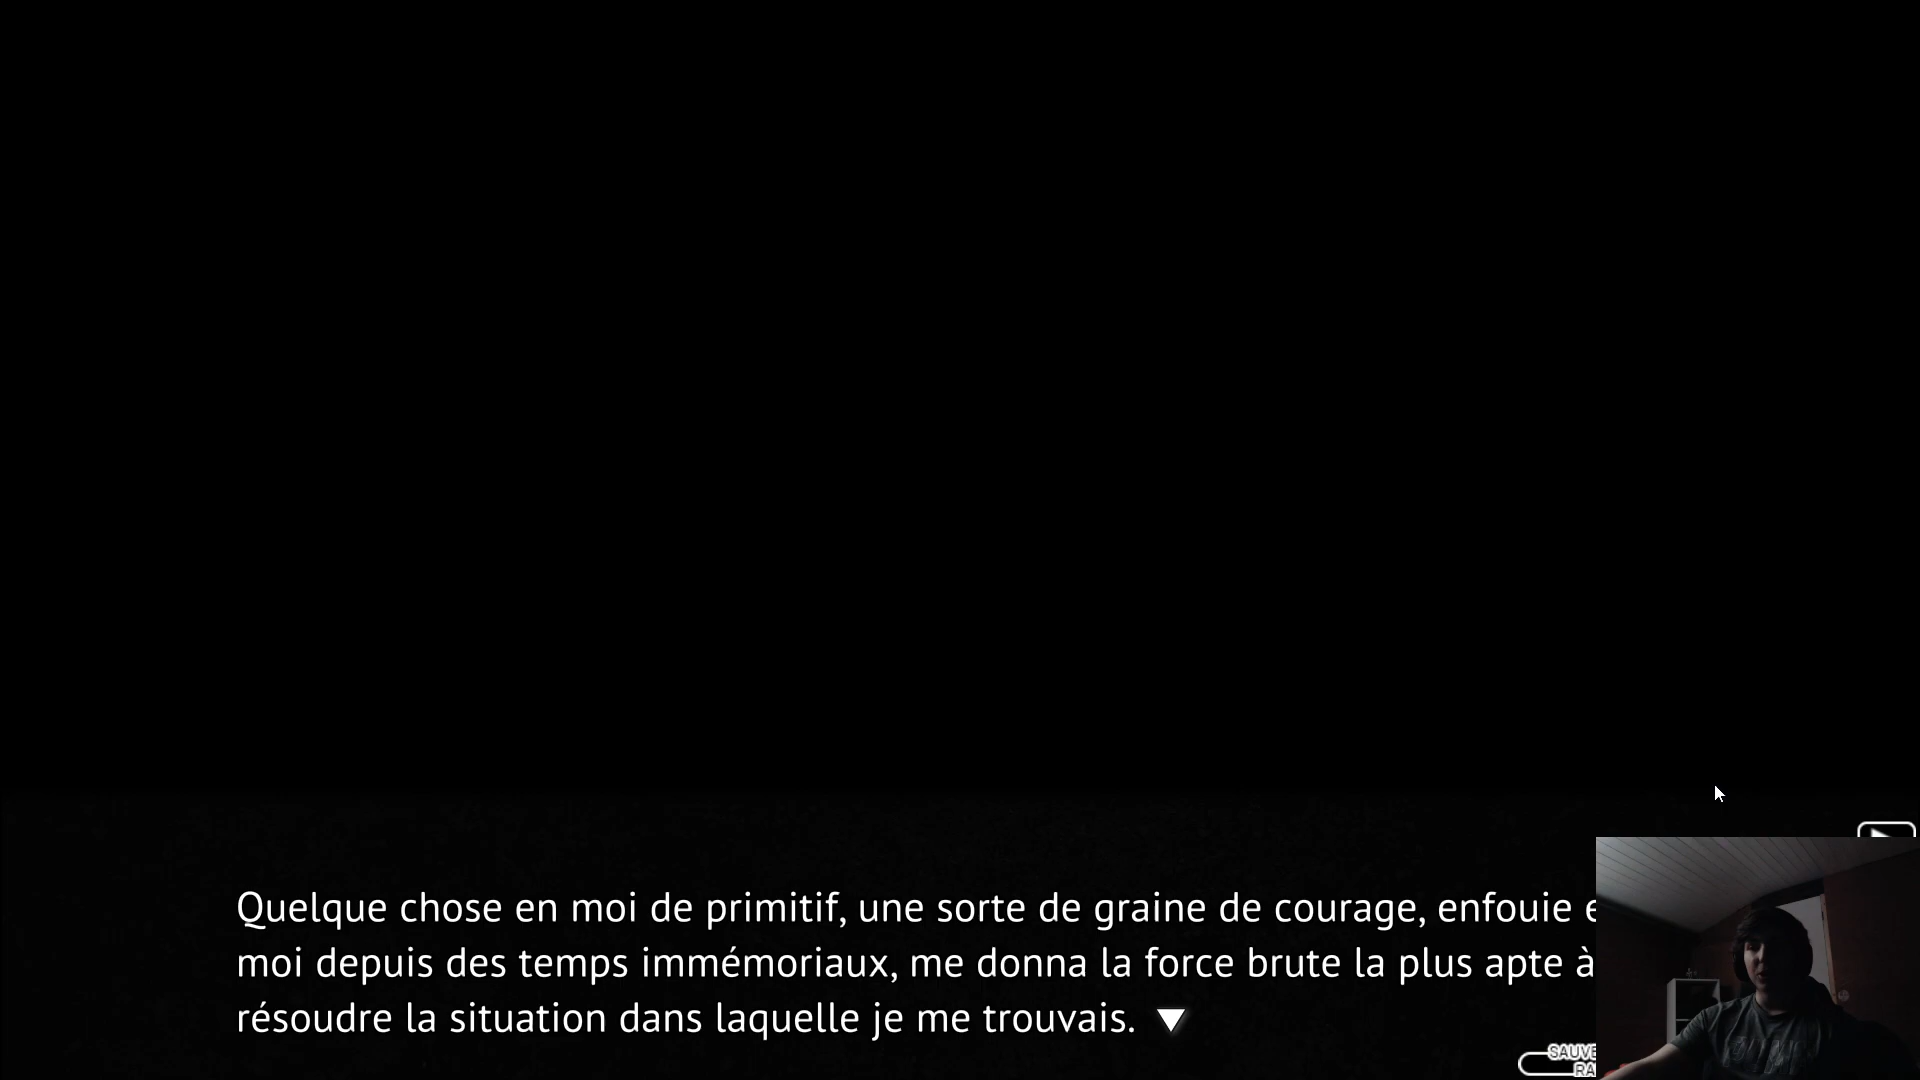 Quelque chose en moi de primitif, une sorte de graine de courage, enfouie
moi depuis des temps immémoriaux, me donna la force brute la plus apte à
résoudre la situation dans laquelle je me trouvais.